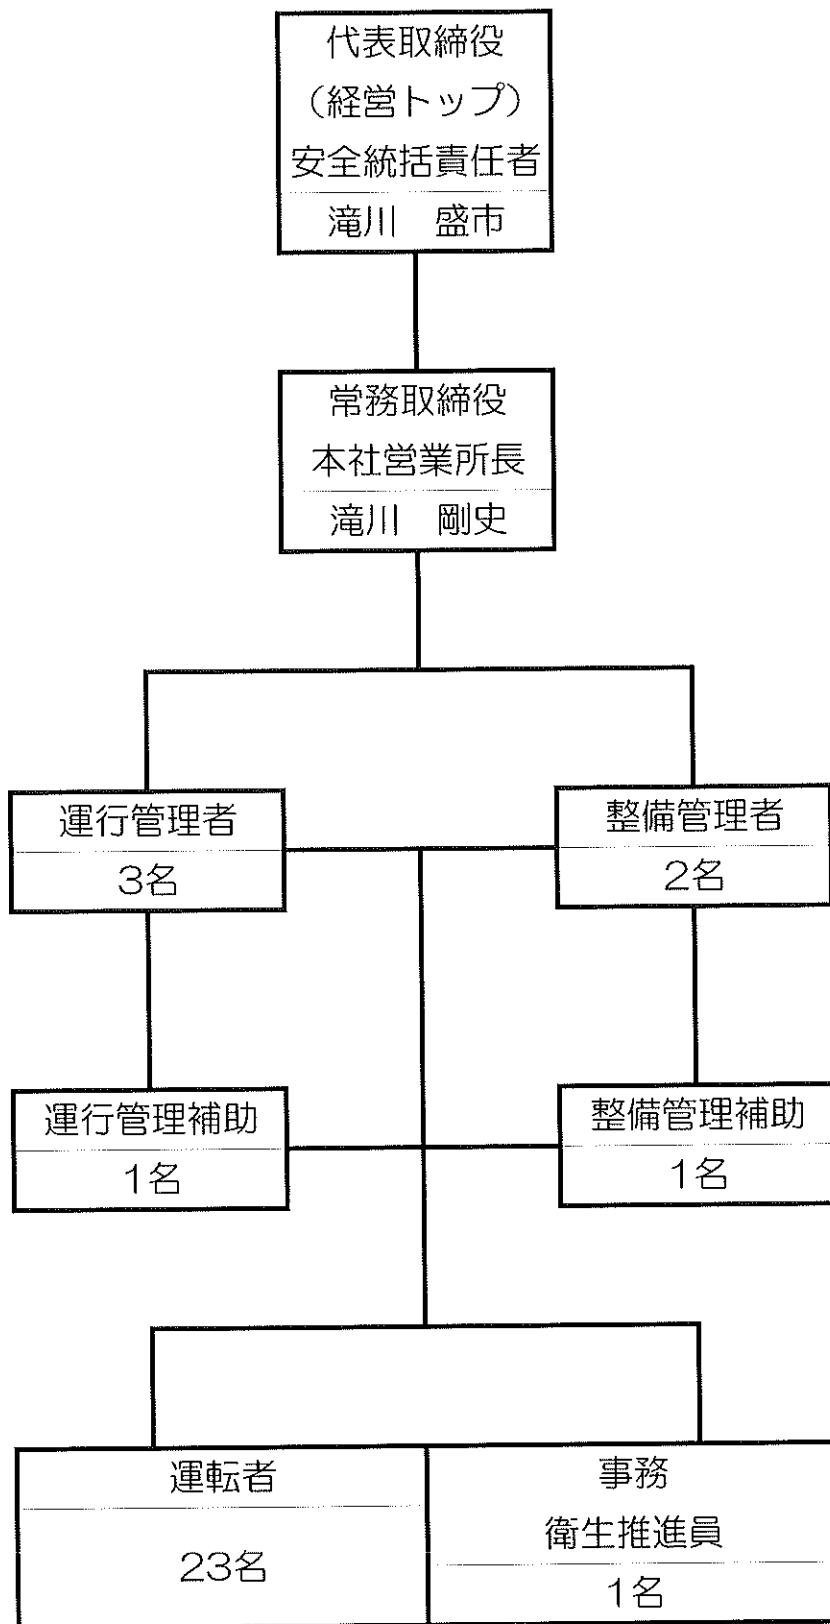 代表取締役
（経営トップ）
安全統括責任者
滝川　盛市
常務取締役
本社営業所長
滝川　剛史
運行管理者
3名
整備管理者
2名
運行管理補助
1名
整備管理補助
1名
運転者
23名
事務
衛生推進員
1名